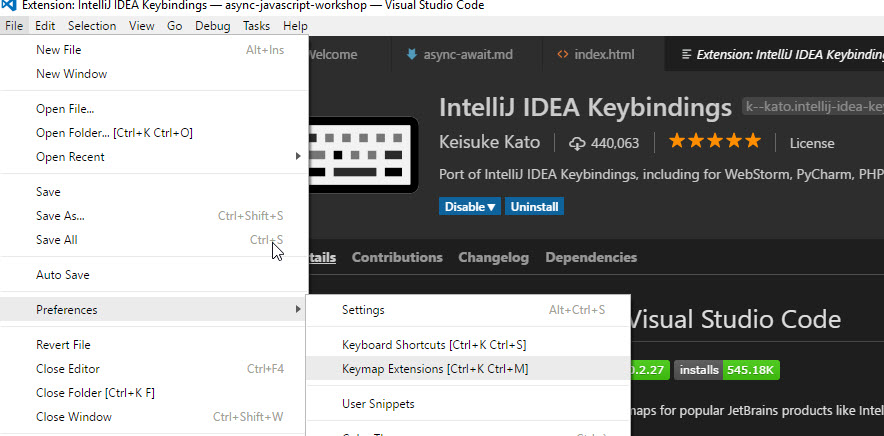 Extension: IntelliJ IDEA Keybindings — async-javascript-workshop — Visual Studio Code
File Edit Selection View Go Debug Tasks Help
New File Alt+Ins
New Window
Open File...
Open Folder... [Ctrl+K Ctrl+O]
Open Recent
Save
Save As... Ctrl+Shift+S
Save All Ctrl+S
Auto Save
Preferences
Revert File
Close Editor Ctrl+F4
Close Folder [Ctrl+K F]
Close Window Ctrl+Shift+W
Settings Alt+Ctrl+S
Keyboard Shortcuts [Ctrl+K Ctrl+S]
Keymap Extensions [Ctrl+K Ctrl+M]
User Snippets
Welcome async-await.md index.html Extension: IntelliJ IDEA Keybinding
IntelliJ IDEA Keybindings k--kato.intellij-idea-key
Keisuke Kato 440,063 License
Port of IntelliJ IDEA Keybindings, including for WebStorm, PyCharm, PHP
Disable Uninstall
tails Contributions Changelog Dependencies
Visual Studio Code
0.2.27 installs 545.18K
maps for popular JetBrains products like Intel